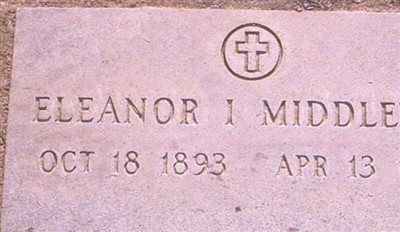 ELEANOR I MIDDLE
OCT 18 1893 APR 13